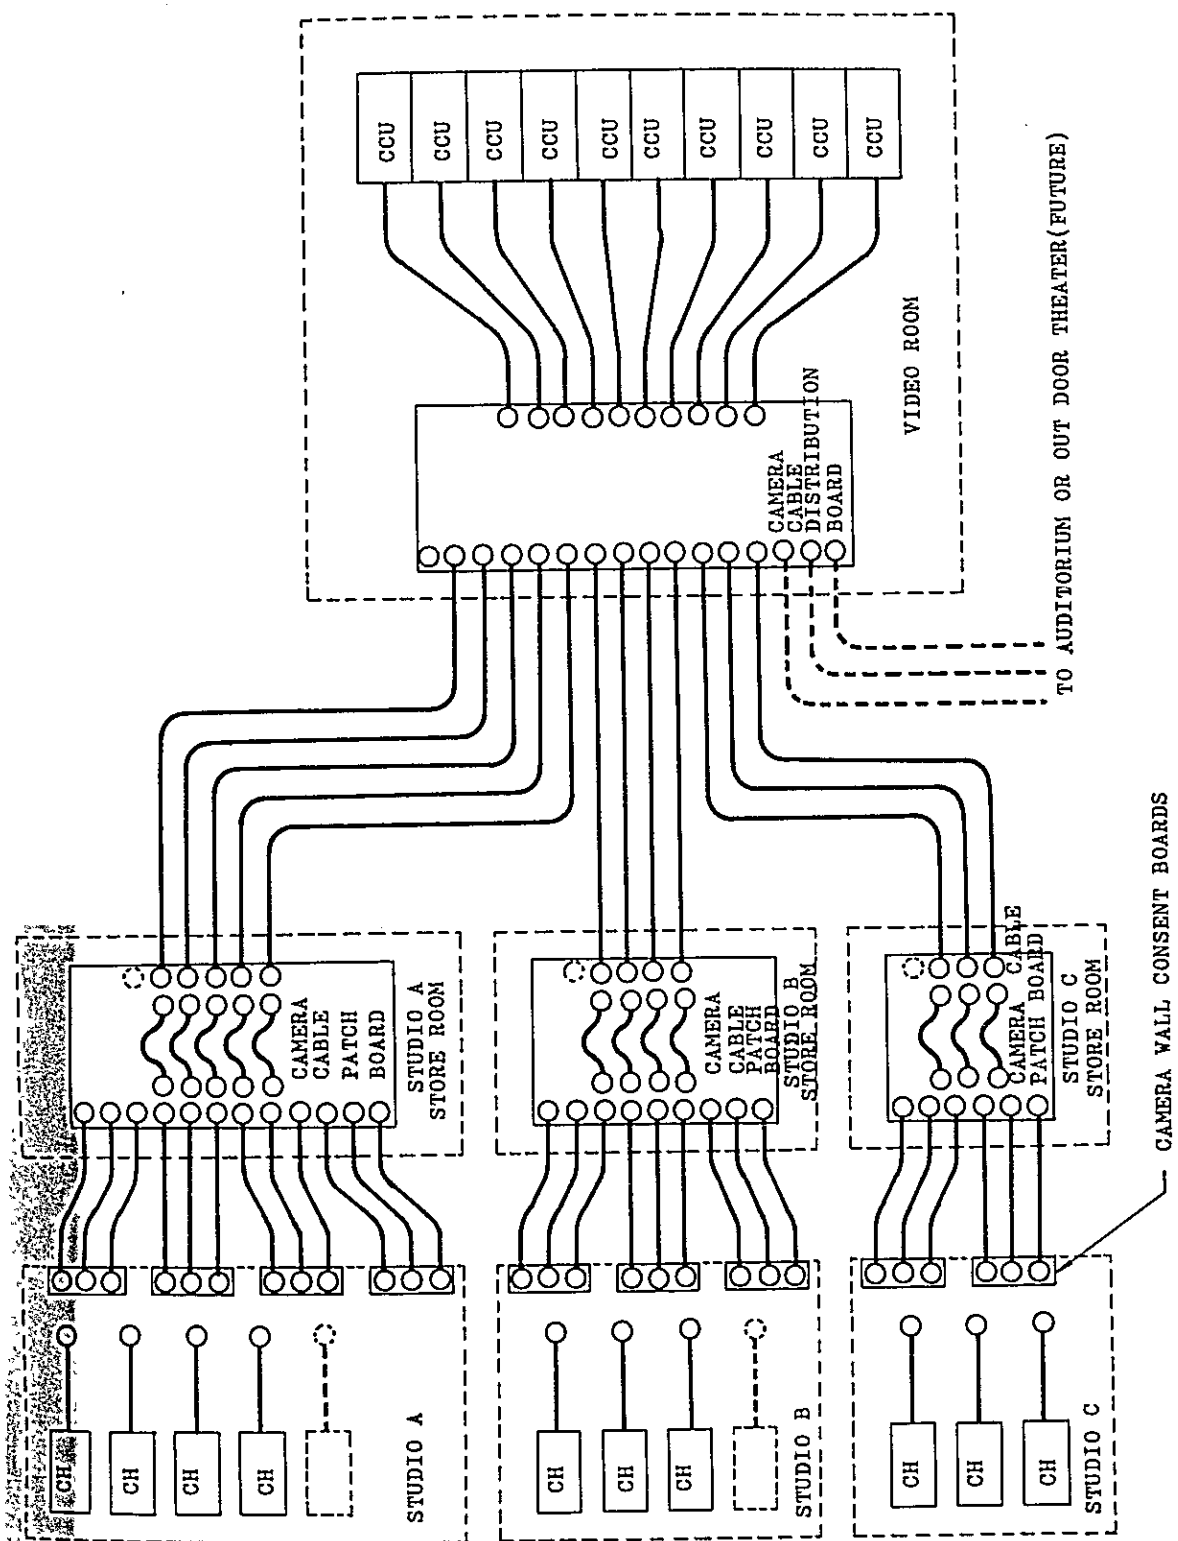 CCU
CCU
CCU
CCU
CCU
CCU
CCU
CCU
CCU
CCU
CAMERA
CABLE
DISTRIBUTION
BOARD
VIDEO ROOM
TO AUDITORIUM OR OUT DOOR THEATER(FUTURE)
CAMERA
CABLE
PATCH
BOARD
STUDIO A
STORE ROOM
CAMERA
CABLE
PATCH
BOARD
STUDIO B
STORE ROOM
CAMERA CABLE
PATCH BOARD
STUDIO C
STORE ROOM
CAMERA WALL CONSENT BOARDS
CH
CH
CH
CH
STUDIO A
CH
CH
CH
STUDIO B
CH
CH
CH
STUDIO C